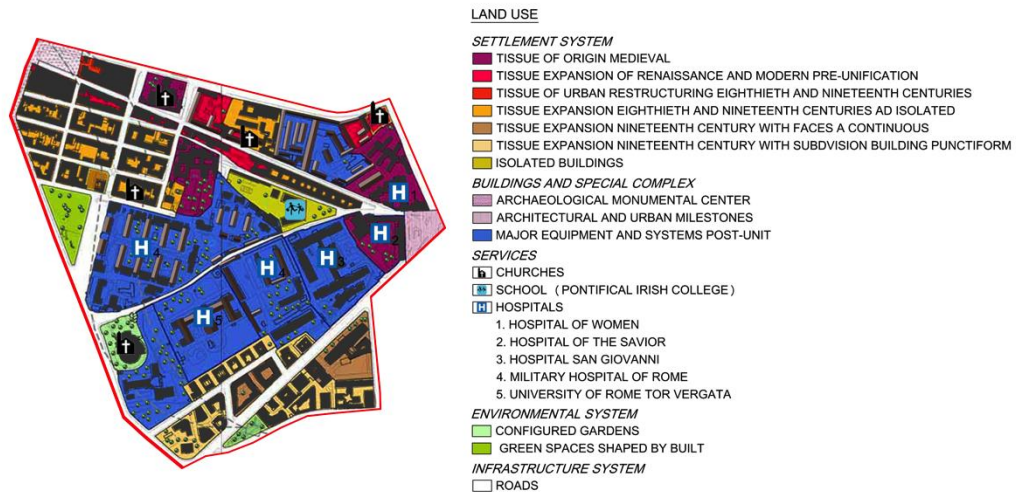 LAND USE
SETTLEMENT SYSTEM
TISSUE OF ORIGIN MEDIEVAL
TISSUE EXPANSION OF RENAISSANCE AND MODERN PRE-UNIFICATION
TISSUE OF URBAN RESTRUCTURING EIGHTHIETH AND NINETEENTH CENTURIES
TISSUE EXPANSION EIGHTHIETH AND NINETEENTH CENTURIES AD ISOLATED
TISSUE EXPANSION NINETEENTH CENTURY WITH FACES A CONTINUOUS
TISSUE EXPANSION NINETEENTH CENTURY WITH SUBDVISION BUILDING PUNCTIFORM
ISOLATED BUILDINGS
BUILDINGS AND SPECIAL COMPLEX
ARCHAEOLOGICAL MONUMENTAL CENTER
ARCHITECTURAL AND URBAN MILESTONES
MAJOR EQUIPMENT AND SYSTEMS POST-UNIT
SERVICES
CHURCHES
SCHOOL (PONTIFICAL IRISH COLLEGE)
H HOSPITALS
1. HOSPITAL OF WOMEN
2. HOSPITAL OF THE SAVIOR
3. HOSPITAL SAN GIOVANNI
4. MILITARY HOSPITAL OF ROME
5. UNIVERSITY OF ROME TOR VERGATA
ENVIRONMENTAL SYSTEM
CONFIGURED GARDENS
GREEN SPACES SHAPED BY BUILT
INFRASTRUCTURE SYSTEM
ROADS
H
H 2
H 4
H 4
H 3
H 5